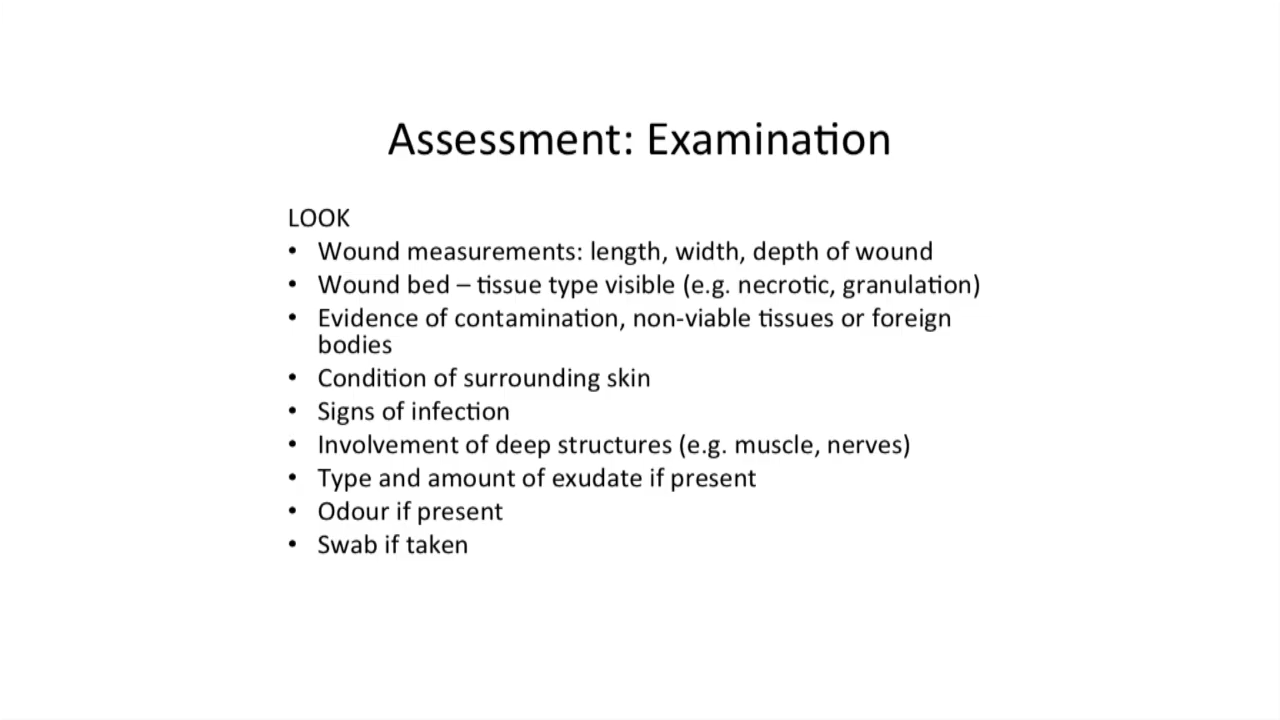 Assessment: Examination
LOOK
• Wound measurements: length, width, depth of wound
• Wound bed – tissue type visible (e.g. necrotic, granulation)
• Evidence of contamination, non-viable tissues or foreign
bodies
• Condition of surrounding skin
• Signs of infection
• Involvement of deep structures (e.g. muscle, nerves)
• Type and amount of exudate if present
• Odour if present
• Swab if taken